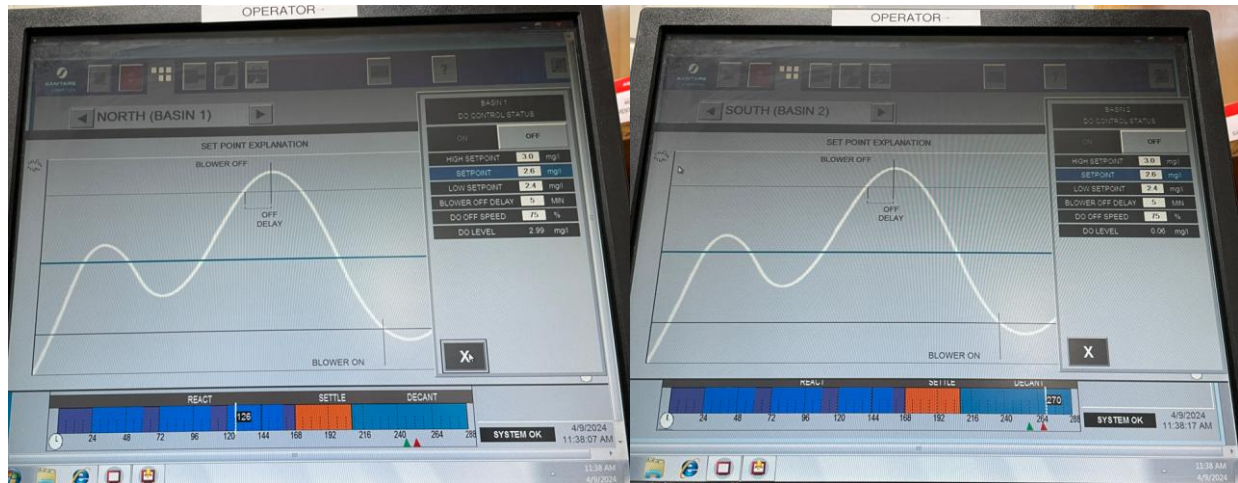 OPERATOR
NORTH (BASIN 1)
BASIN 1
DO CONTROL STATUS
ON OFF
SET POINT EXPLANATION
BLOWER OFF
HIGH SETPOINT 3.0 mg/l
SETPOINT 2.6 mg/l
LOW SETPOINT 2.4 mg/l
BLOWER OFF DELAY 5 MIN
DO OFF SPEED 75 %
DO LEVEL 2.99 mg/l
OFF
DELAY
BLOWER ON
X
REACT SETTLE DECANT
126
24 48 72 96 120 144 168 192 216 240 264 288
SYSTEM OK
4/9/2024
11:38:07 AM
11:38 AM
4/9/2024
OPERATOR
SOUTH (BASIN 2)
BASIN 2
DO CONTROL STATUS
ON OFF
SET POINT EXPLANATION
BLOWER OFF
HIGH SETPOINT 3.0 mg/l
SETPOINT 2.6 mg/l
LOW SETPOINT 2.4 mg/l
BLOWER OFF DELAY 5 MIN
DO OFF SPEED 75 %
DO LEVEL 0.06 mg/l
OFF
DELAY
BLOWER ON
X
REACT SETTLE DECANT
270
24 48 72 96 120 144 168 192 216 240 264 288
SYSTEM OK
4/9/2024
11:38:17 AM
11:38 AM
4/9/2024